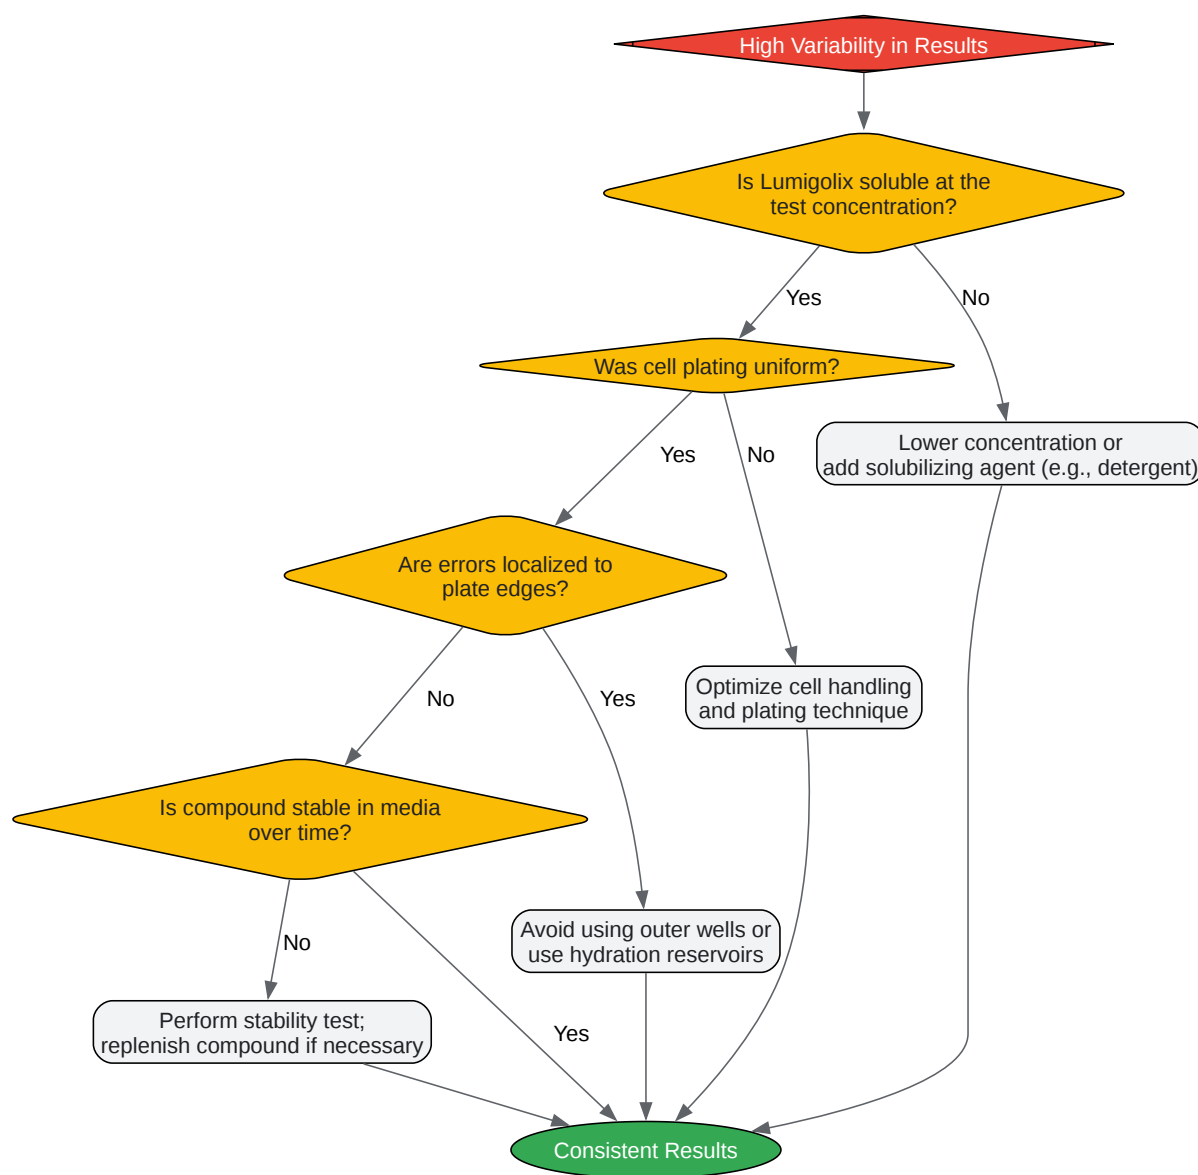 High Variability in Results
Is Lumigolix soluble at the
test concentration?
Yes
No
Was cell plating uniform?
Lower concentration or
add solubilizing agent (e.g., detergent)
Yes
No
Are errors localized to
plate edges?
Optimize cell handling
and plating technique
No
Yes
Is compound stable in media
over time?
Avoid using outer wells or
use hydration reservoirs
No
Yes
Perform stability test;
replenish compound if necessary
Consistent Results